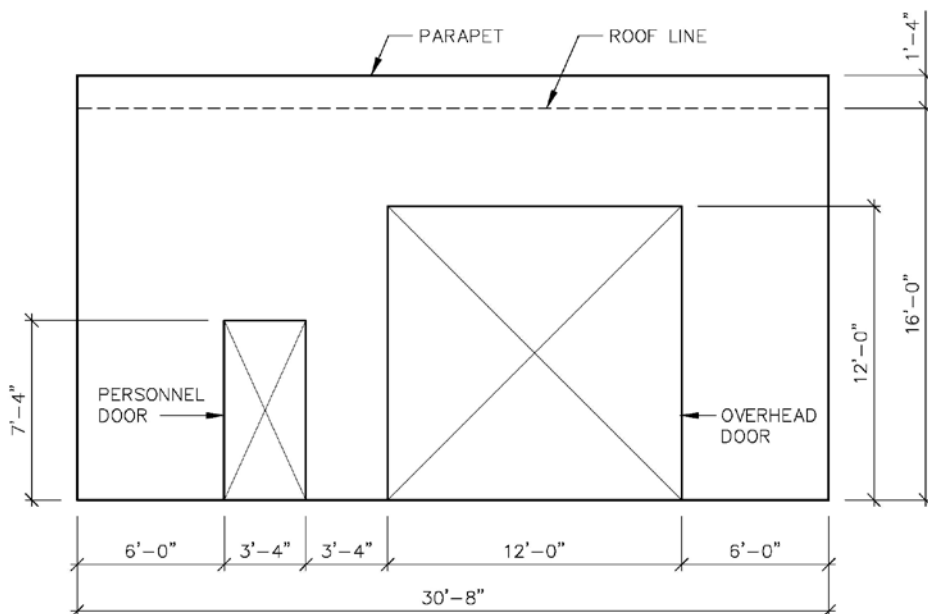 PARAPET
ROOF LINE
1'-4"
16'-0"
12'-0"
7'-4"
PERSONNEL
DOOR
OVERHEAD
DOOR
6'-0"
3'-4"
3'-4"
12'-0"
6'-0"
30'-8"